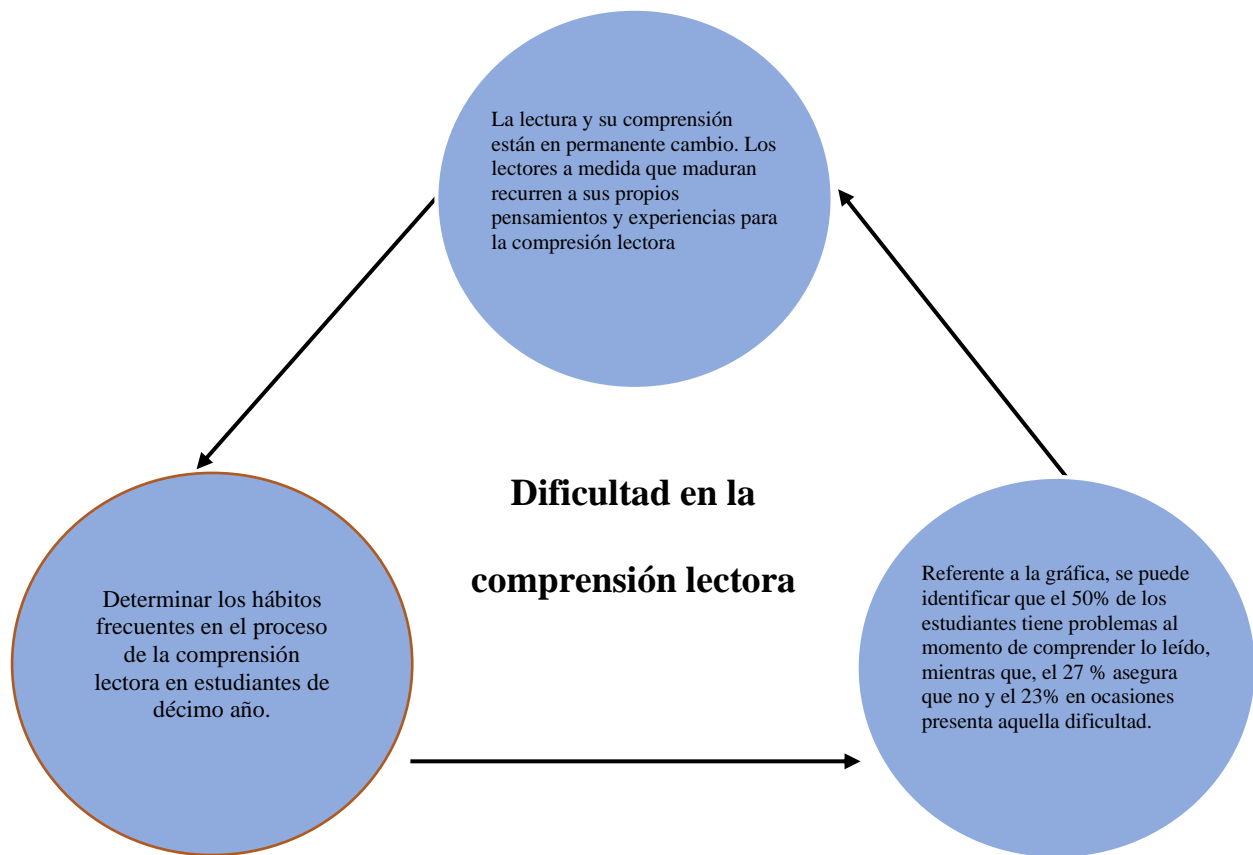 La lectura y su comprensión
están en permanente cambio. Los
lectores a medida que maduran
recurren a sus propios
pensamientos y experiencias para
la compresión lectora
Dificultad en la
comprensión lectora
Determinar los hábitos
frecuentes en el proceso
de la comprensión
lectora en estudiantes de
décimo año.
Referente a la gráfica, se puede
identificar que el 50% de los
estudiantes tiene problemas al
momento de comprender lo leído,
mientras que, el 27 % asegura
que no y el 23% en ocasiones
presenta aquella dificultad.